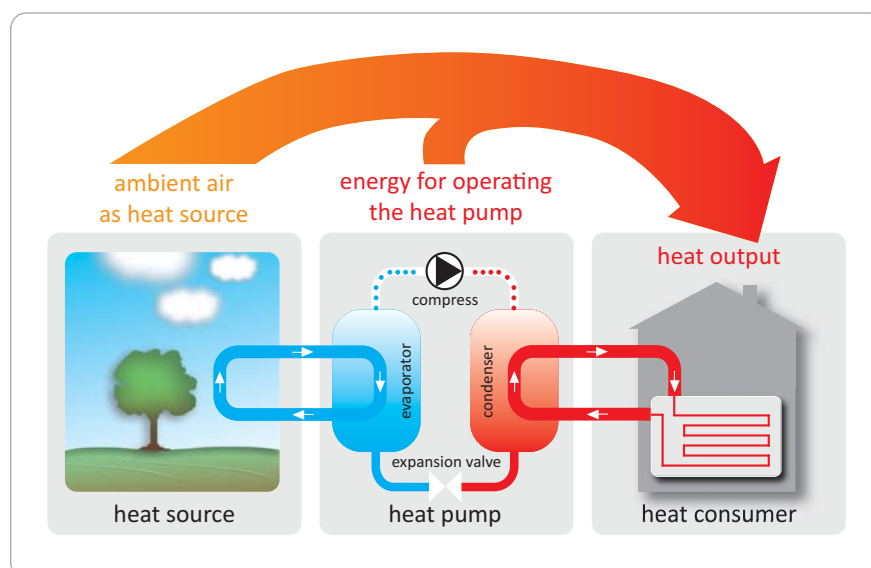 ambient air
as heat source
energy for operating
the heat pump
heat output
compress
evaporator
condenser
expansion valve
heat source
heat pump
heat consumer